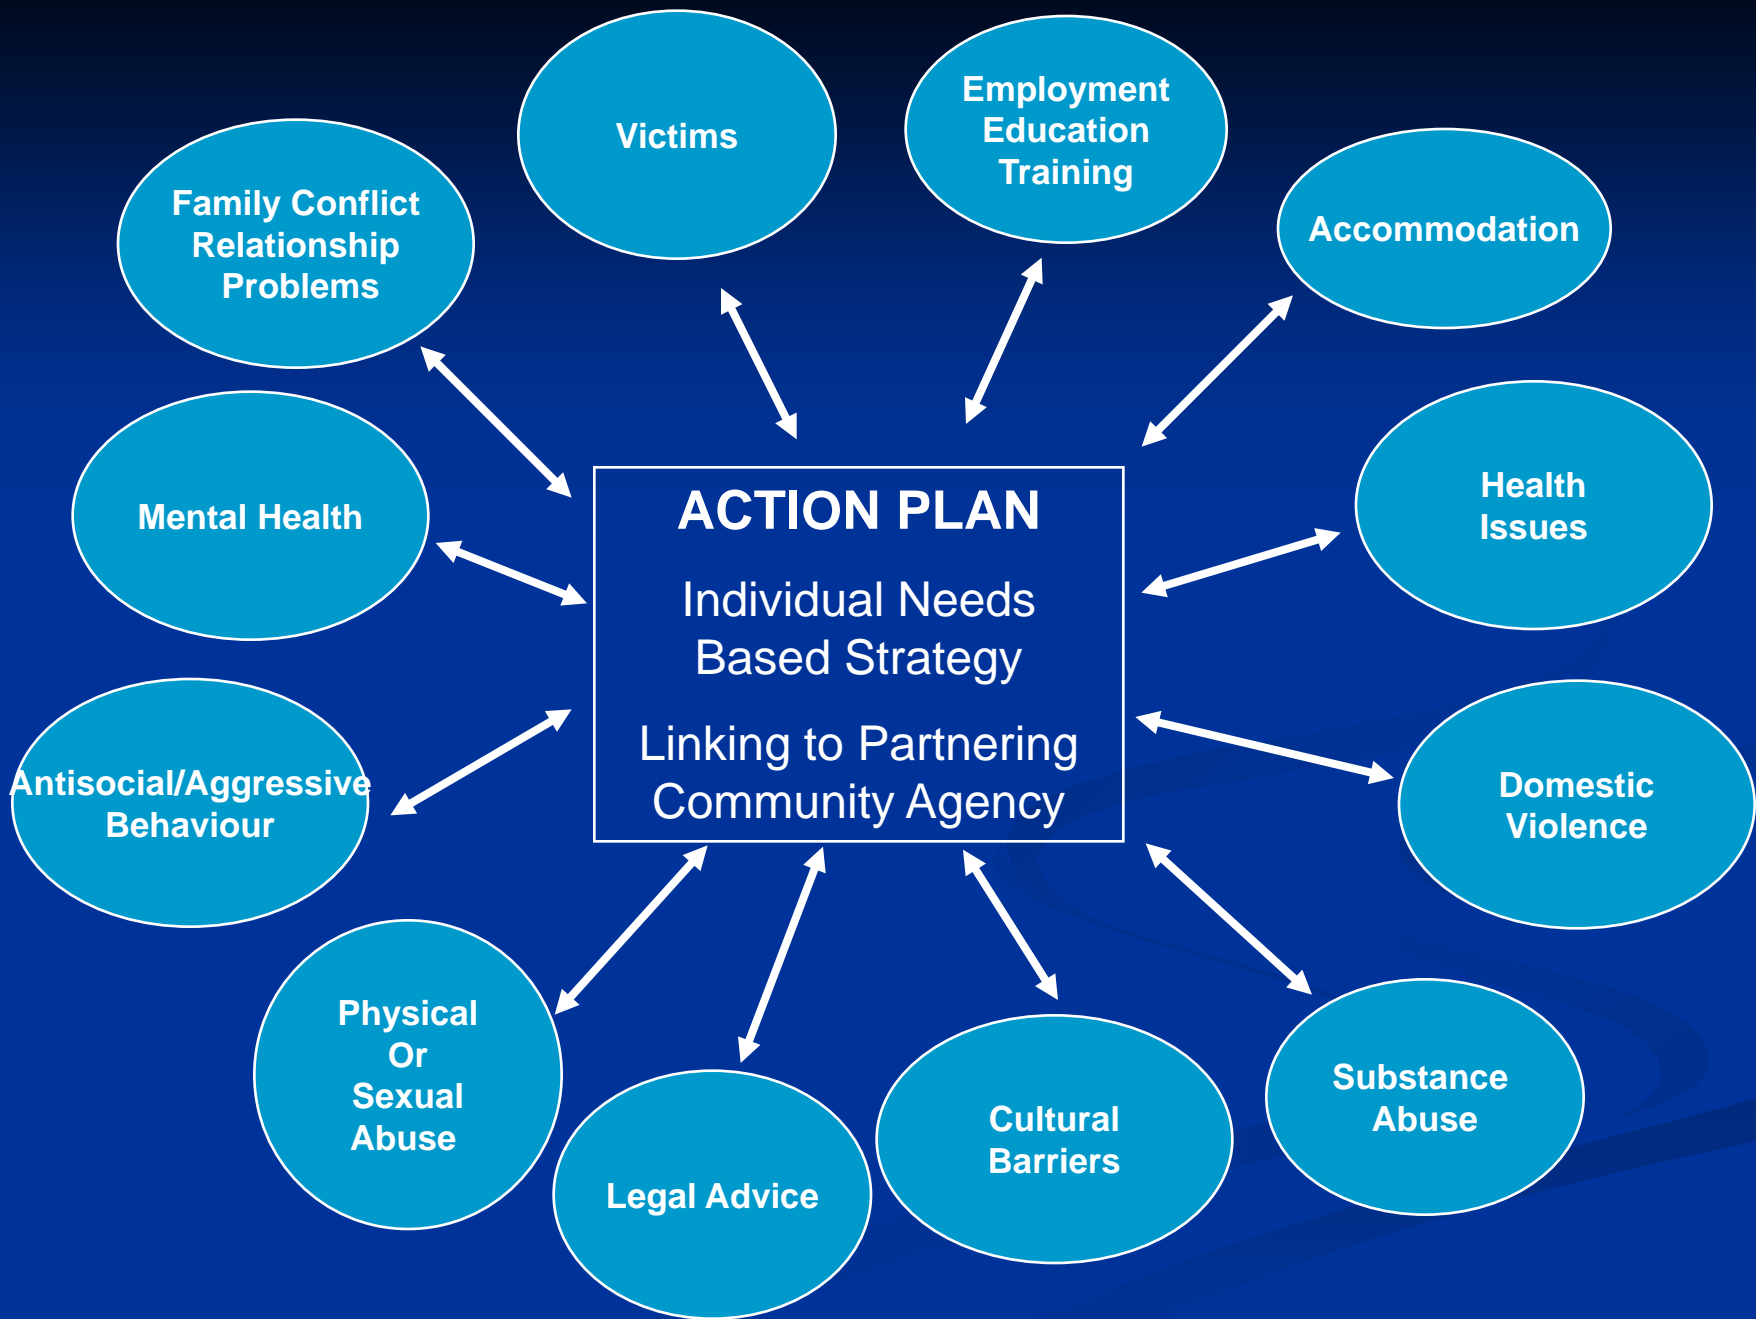 Victims
Employment
Education
Training
Family Conflict
Relationship
Problems
Accommodation
Mental Health
ACTION PLAN
Individual Needs
Based Strategy
Linking to Partnering
Community Agency
Health
Issues
Antisocial/Aggressive
Behaviour
Domestic
Violence
Physical
Or
Sexual
Abuse
Legal Advice
Cultural
Barriers
Substance
Abuse